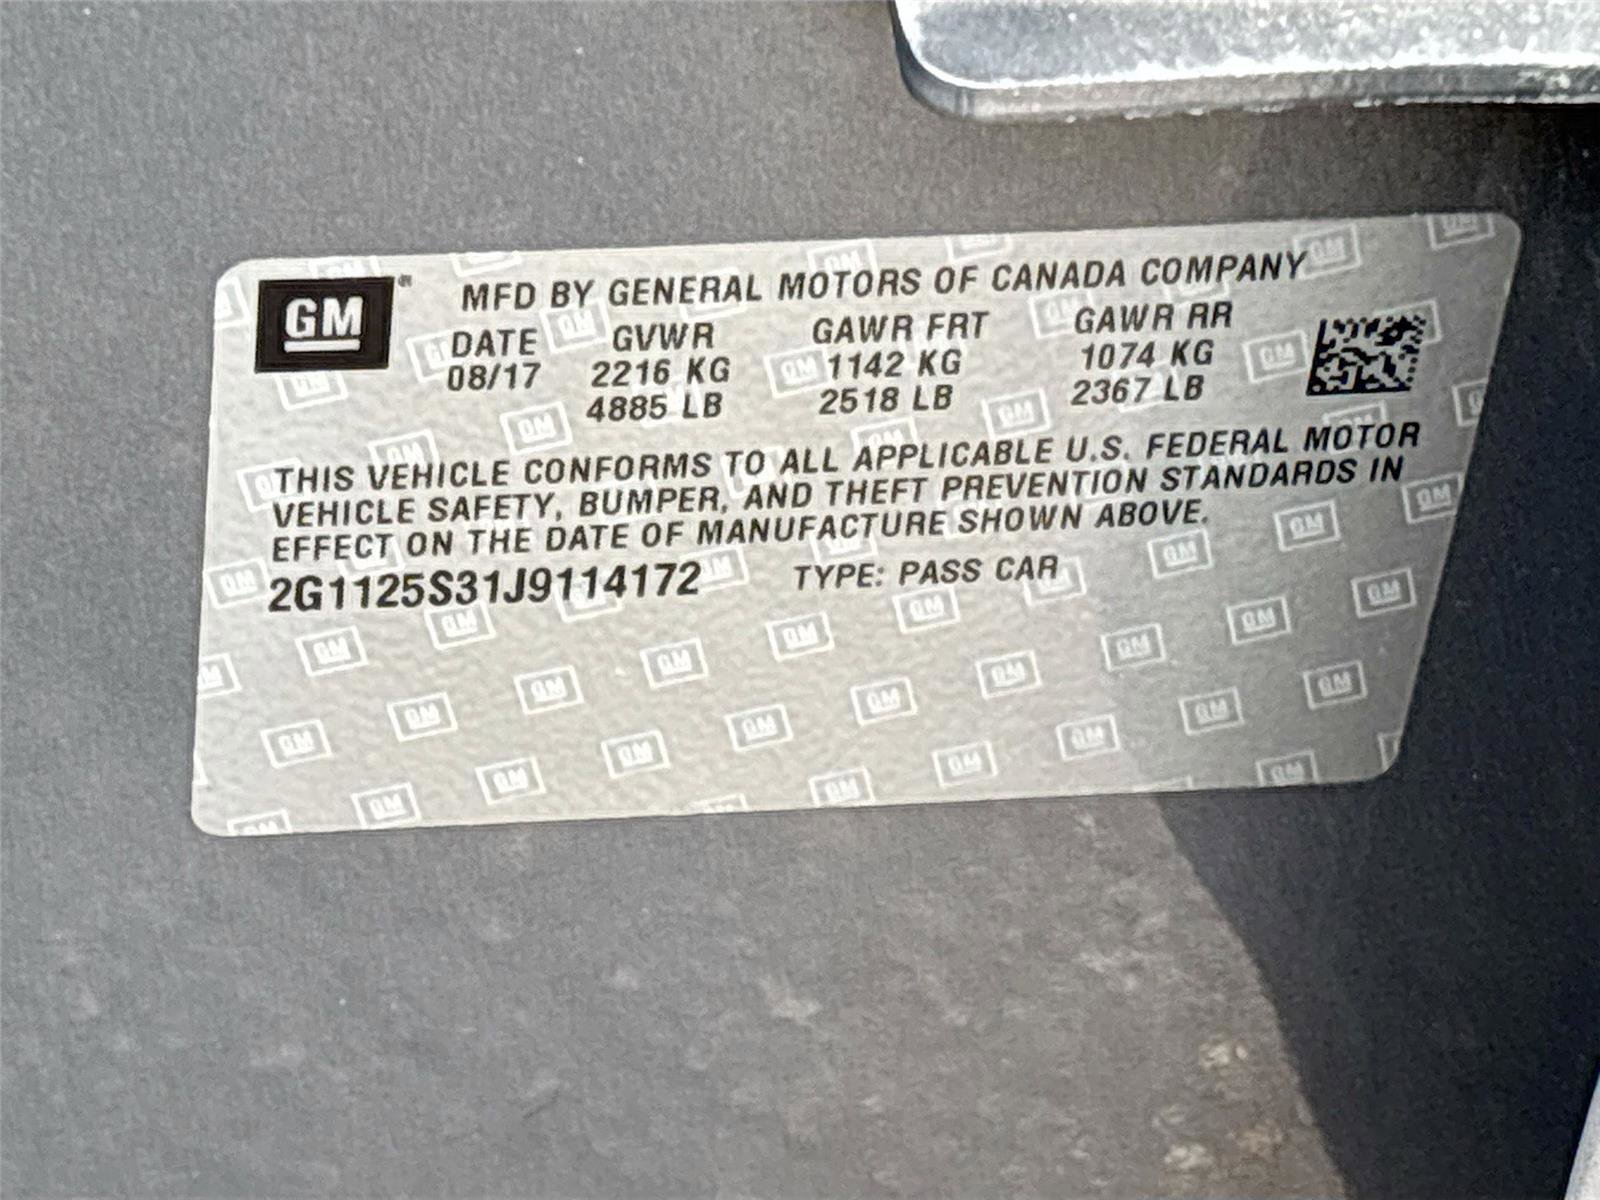 GM®
MFD BY GENERAL MOTORS OF CANADA COMPANY
DATE GVWR GAWR FRT GAWR RR
08/17 2216 KG 1142 KG 1074 KG
4885 LB 2518 LB 2367 LB
THIS VEHICLE CONFORMS TO ALL APPLICABLE U.S. FEDERAL MOTOR
VEHICLE SAFETY, BUMPER, AND THEFT PREVENTION STANDARDS IN
EFFECT ON THE DATE OF MANUFACTURE SHOWN ABOVE.
2G1125S31J9114172 TYPE: PASS CAR